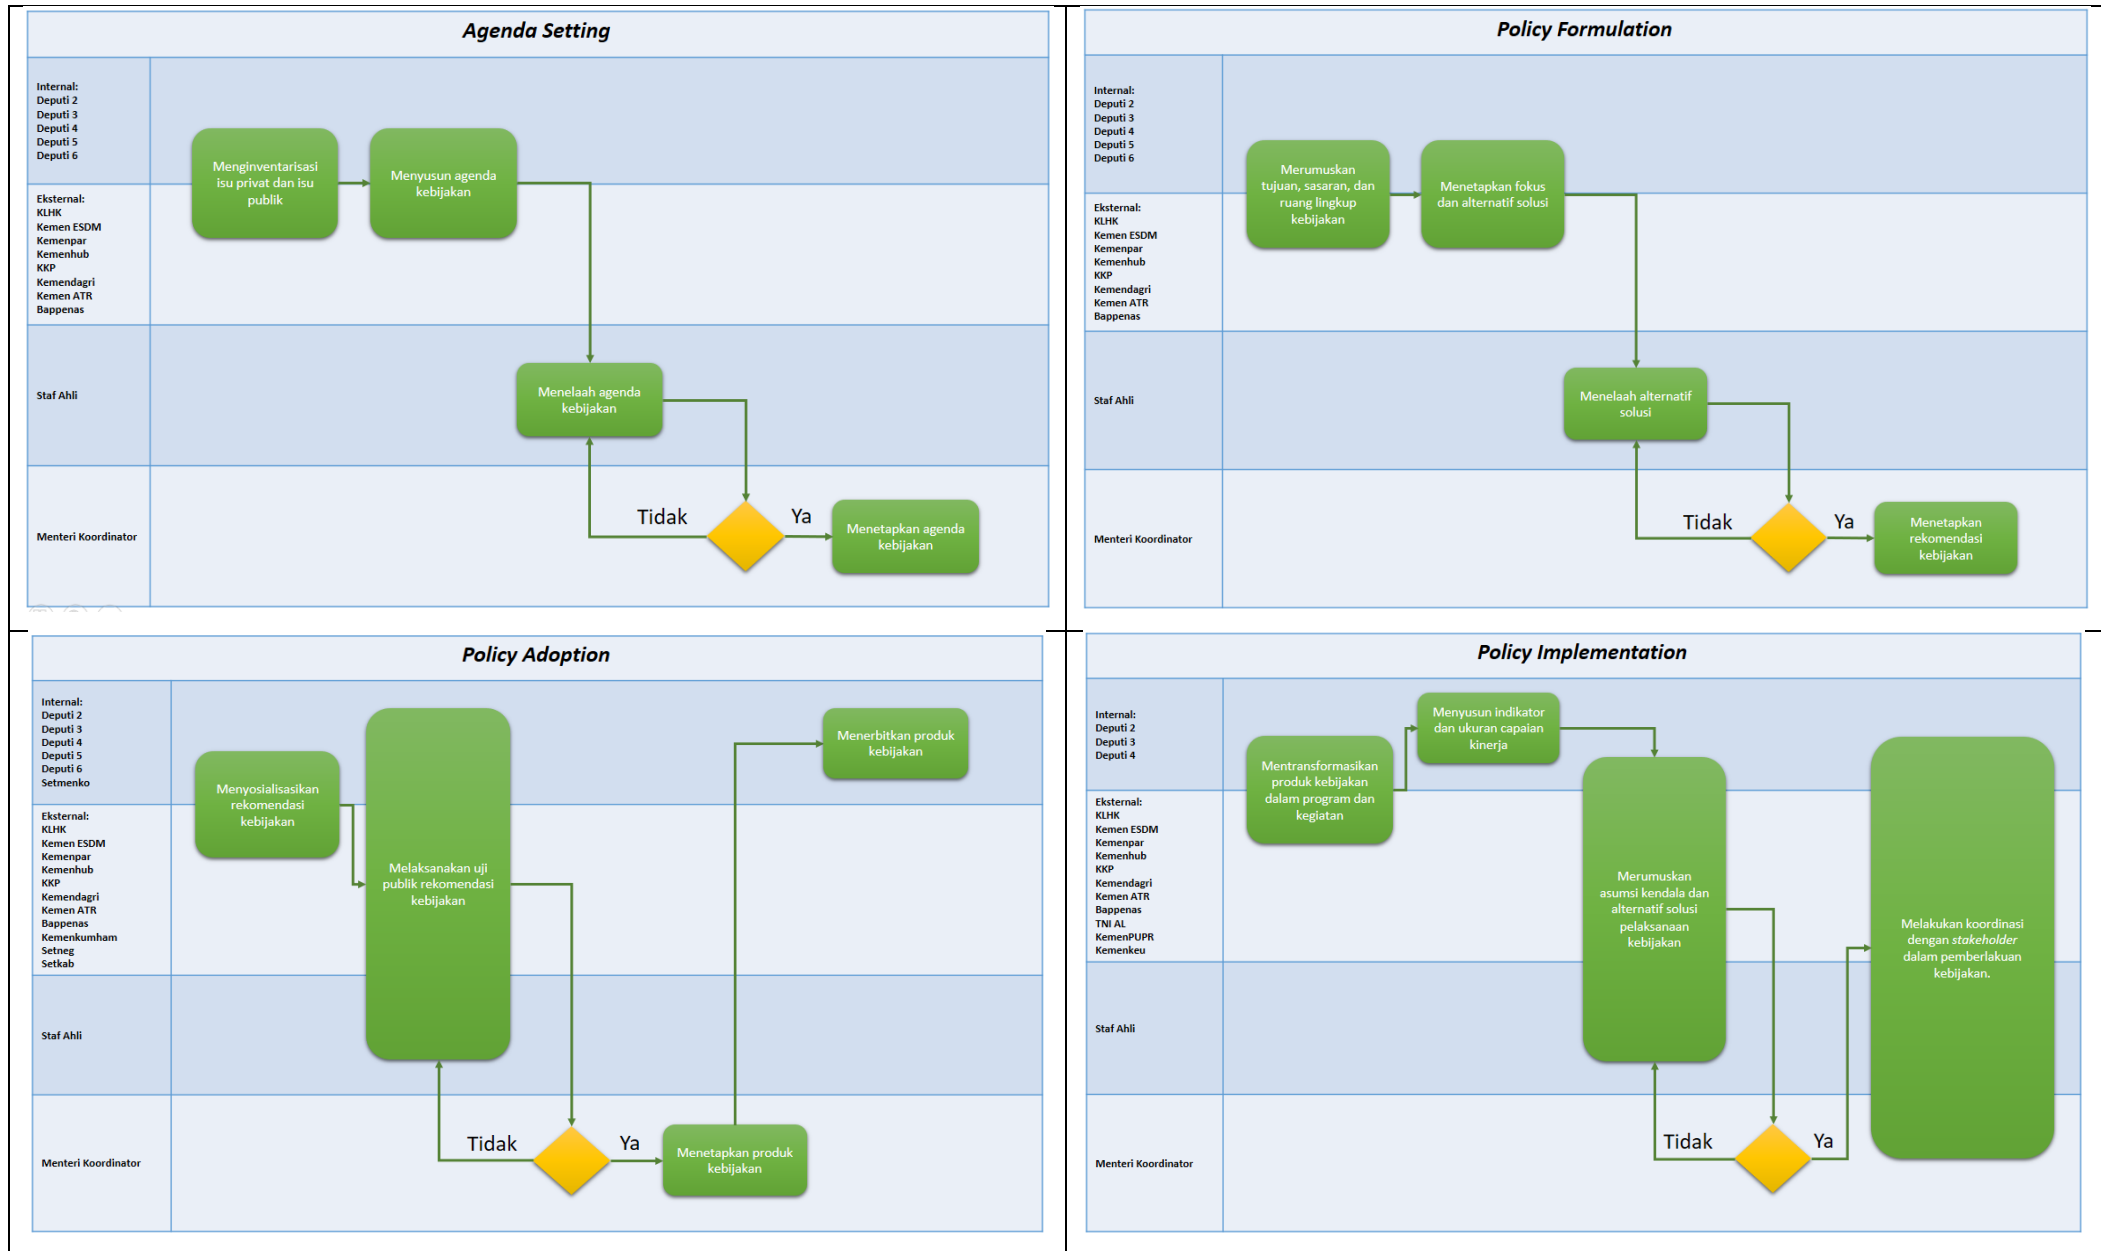 Agenda Setting
Internal:
Deputi 2
Deputi 3
Deputi 4
Deputi 5
Deputi 6
Menginventarisasi
isu privat dan isu
publik
Menyusun agenda
kebijakan
Eksternal:
KLHK
Kemen ESDM
Kemenpar
Kemenhub
KKP
Kemendagri
Kemen ATR
Bappenas
Staf Ahli
Menelaah agenda
kebijakan
Menteri Koordinator
Tidak
Ya
Menetapkan agenda
kebijakan
Policy Formulation
Internal:
Deputi 2
Deputi 3
Deputi 4
Deputi 5
Deputi 6
Merumuskan
tujuan, sasaran, dan
ruang lingkup
kebijakan
Menetapkan fokus
dan alternatif solusi
Eksternal:
KLHK
Kemen ESDM
Kemenpar
Kemenhub
KKP
Kemendagri
Kemen ATR
Bappenas
Staf Ahli
Menelaah alternatif
solusi
Menteri Koordinator
Tidak
Ya
Menetapkan
rekomendasi
kebijakan
Policy Adoption
Internal:
Deputi 2
Deputi 3
Deputi 4
Deputi 5
Deputi 6
Setmenko
Menyosialisasikan
rekomendasi
kebijakan
Melaksanakan uji
publik rekomendasi
kebijakan
Menerbitkan produk
kebijakan
Eksternal:
KLHK
Kemen ESDM
Kemenpar
Kemenhub
KKP
Kemendagri
Kemen ATR
Bappenas
Kemenkumham
Setneg
Setkab
Staf Ahli
Menteri Koordinator
Tidak
Ya
Menetapkan produk
kebijakan
Policy Implementation
Internal:
Deputi 2
Deputi 3
Deputi 4
Mentransformasikan
produk kebijakan
dalam program dan
kegiatan
Menyusun indikator
dan ukuran capaian
kinerja
Merumuskan
asumsi kendala dan
alternatif solusi
pelaksanaan
kebijakan
Melakukan koordinasi
dengan stakeholder
dalam pemberlakuan
kebijakan.
Eksternal:
KLHK
Kemen ESDM
Kemenpar
Kemenhub
KKP
Kemendagri
Kemen ATR
Bappenas
TNI AL
KemenPUPR
Kemenkeu
Staf Ahli
Menteri Koordinator
Tidak
Ya